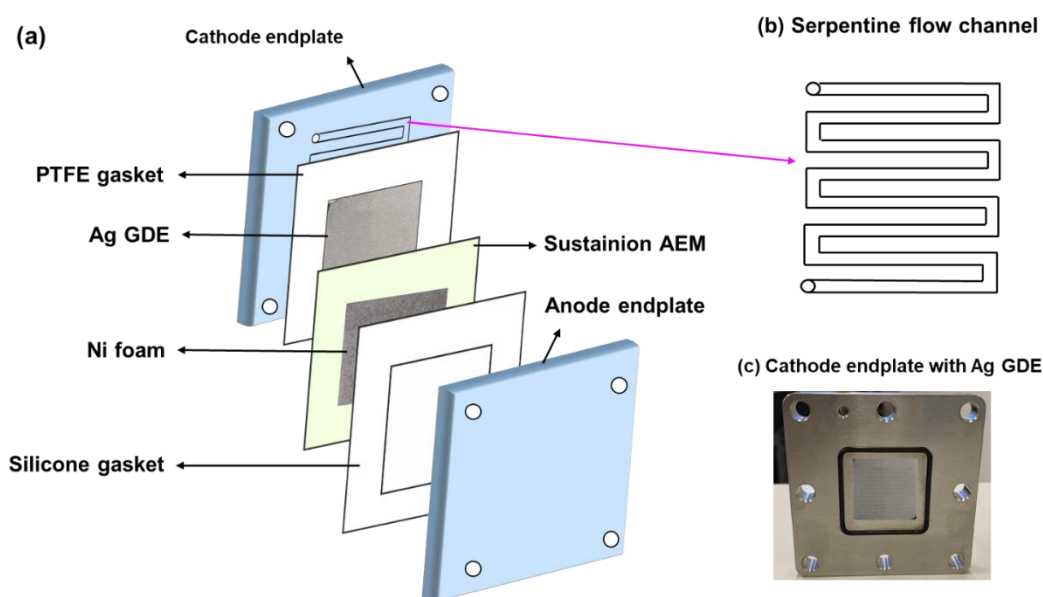 (a)
Cathode endplate
PTFE gasket
Ag GDE
Sustainion AEM
Anode endplate
Ni foam
Silicone gasket
(b) Serpentine flow channel
(c) Cathode endplate with Ag GDE